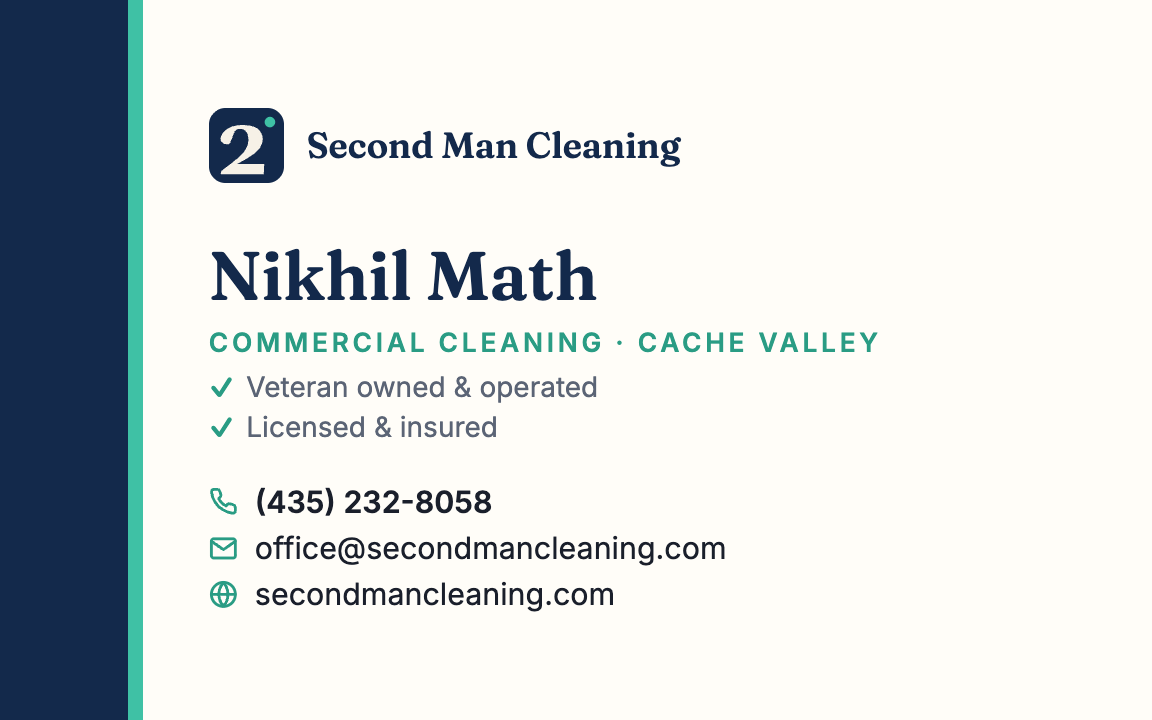 2
Second Man Cleaning
Nikhil Math
COMMERCIAL CLEANING · CACHE VALLEY
Veteran owned & operated
Licensed & insured
(435) 232-8058
office@secondmancleaning.com
secondmancleaning.com